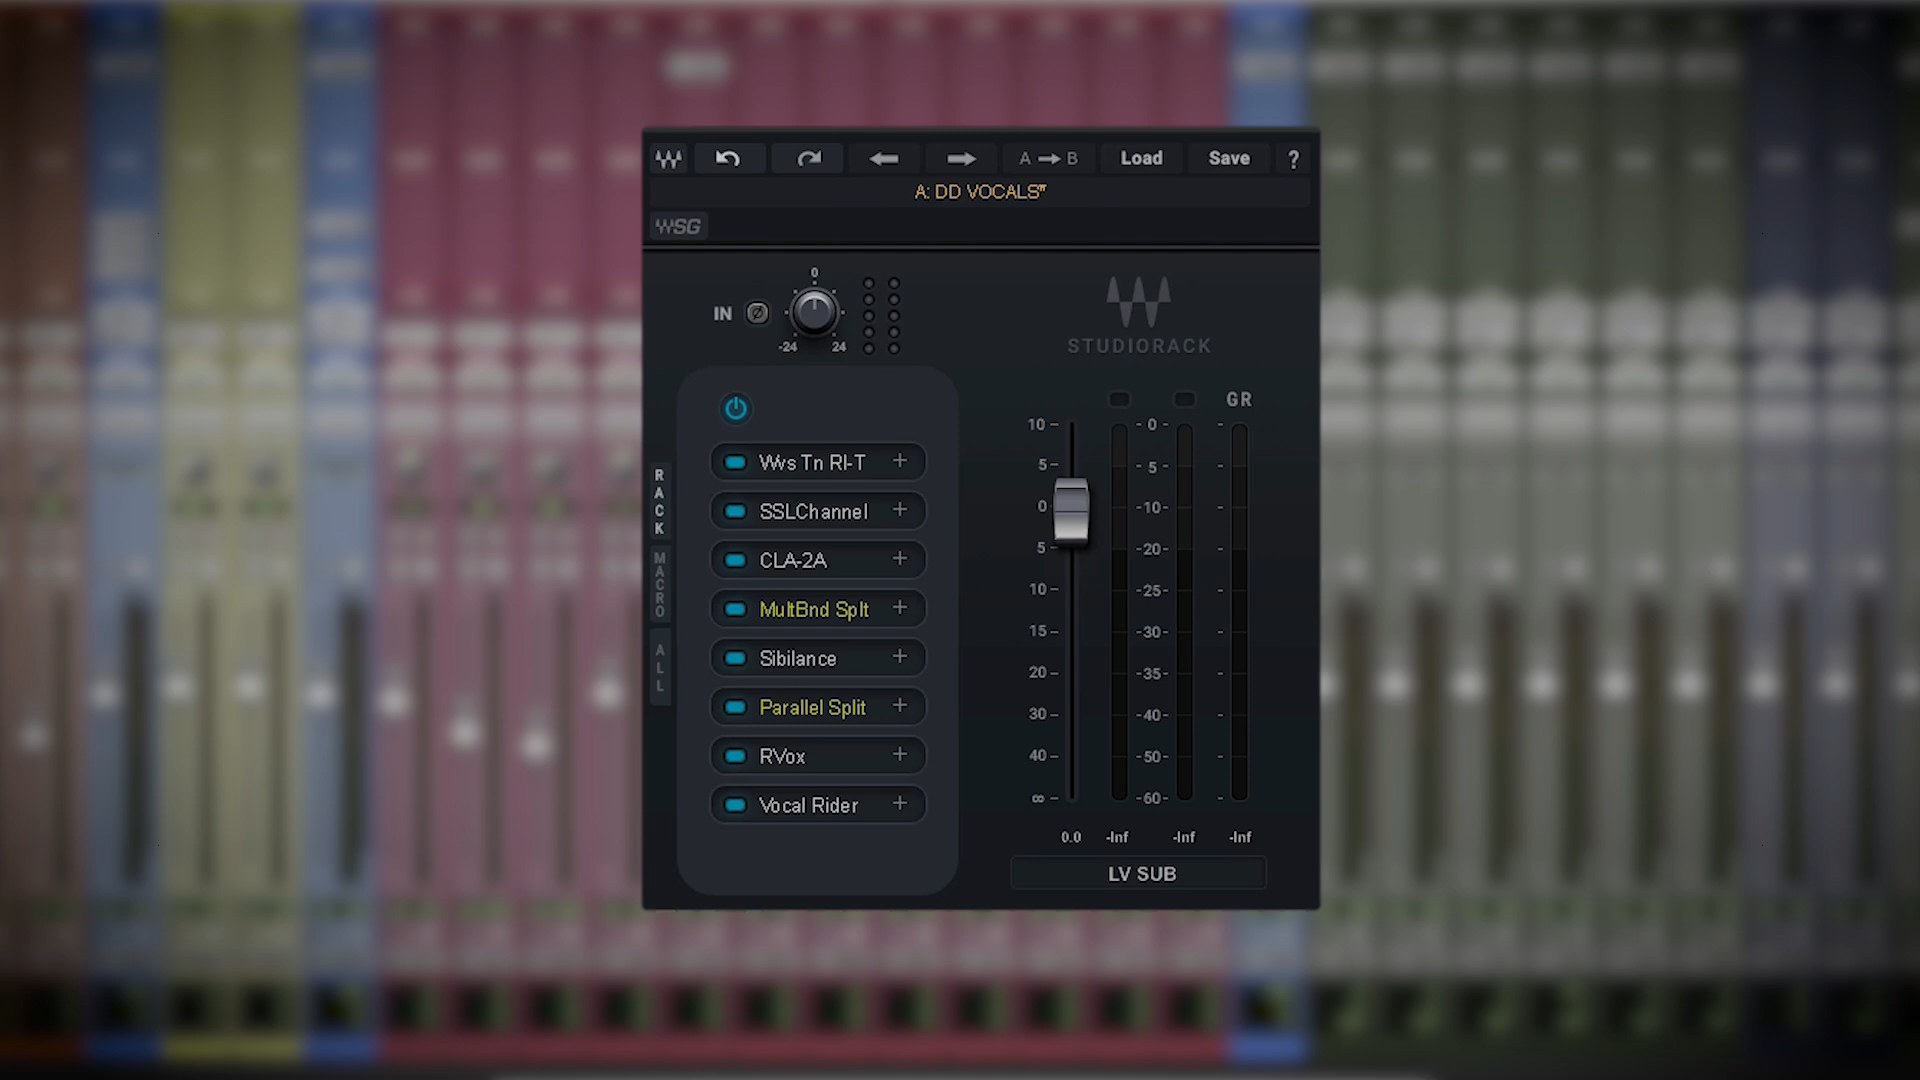 A → B Load Save ?
A: DD VOCALS*
WSG
0
IN Ø
-24 24
STUDIORACK
GR
RACK
MACRO
ALL
Wvs Tn Rl-T +
SSLChannel +
CLA-2A +
MultBnd Splt +
Sibilance +
Parallel Split +
RVox +
Vocal Rider +
10 - - 0 - -
5 - - 5 - -
0 -10- -
5 - -20- -
10 - -25- -
15 - -30- -
20 - -35- -
30 - -40- -
40 - -50- -
∞ - -60- -
0.0 -Inf -Inf -Inf
LV SUB